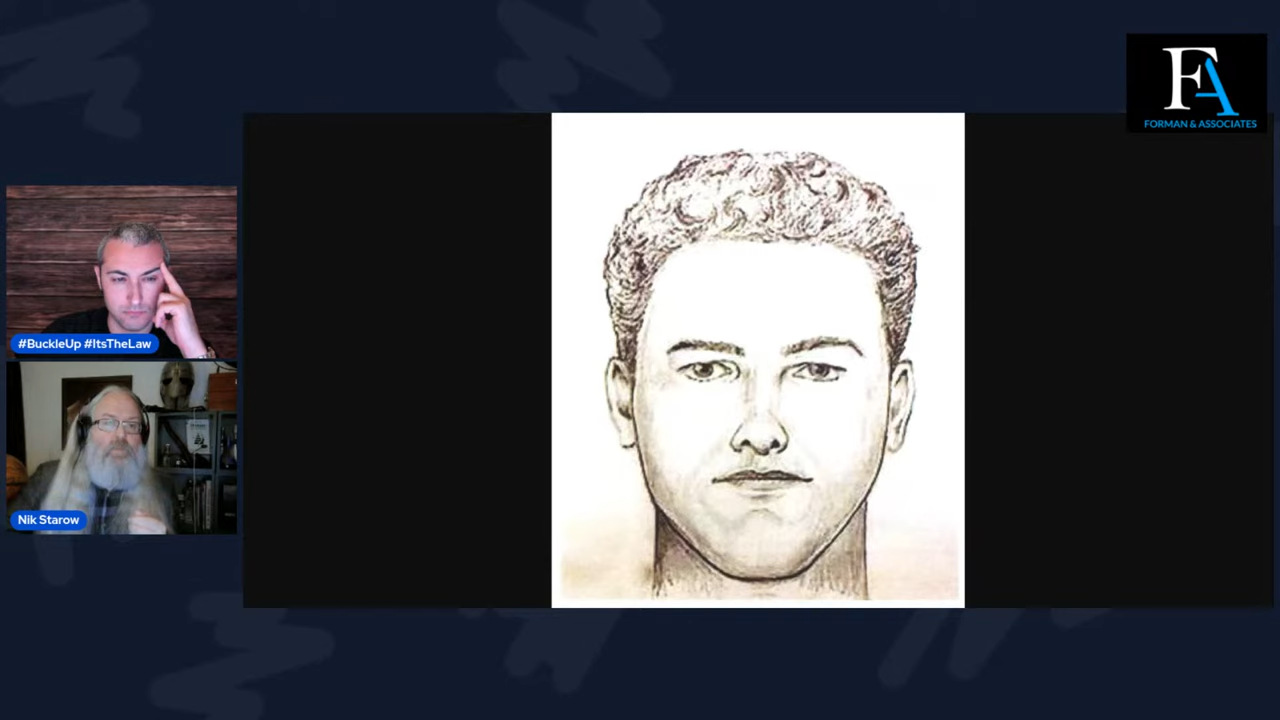 FA
FORMAN & ASSOCIATES
#BuckleUp #ItsTheLaw
Nik Starow